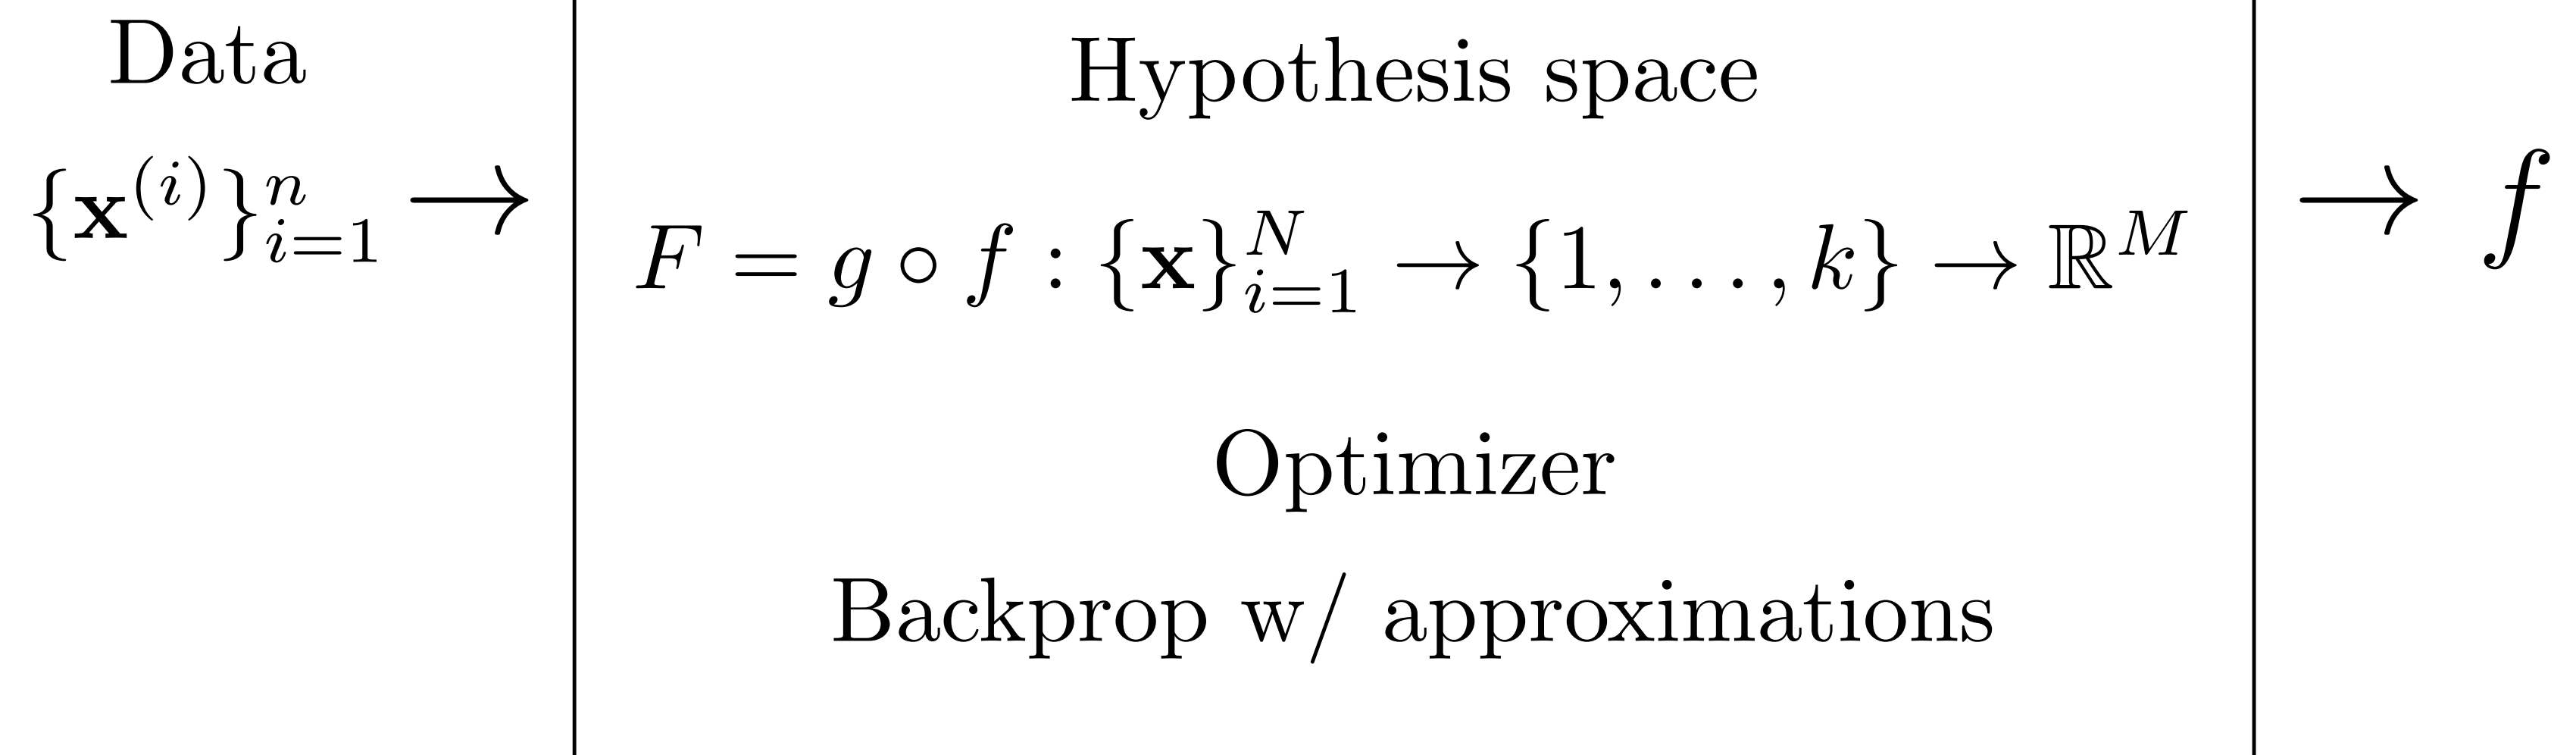 Data
{𝐱^(i)}_{i=1}^n →
Hypothesis space
F = g ∘ f : {𝐱}_{i=1}^N → {1, . . . , k} → ℝ^M
Optimizer
Backprop w/ approximations
→ f